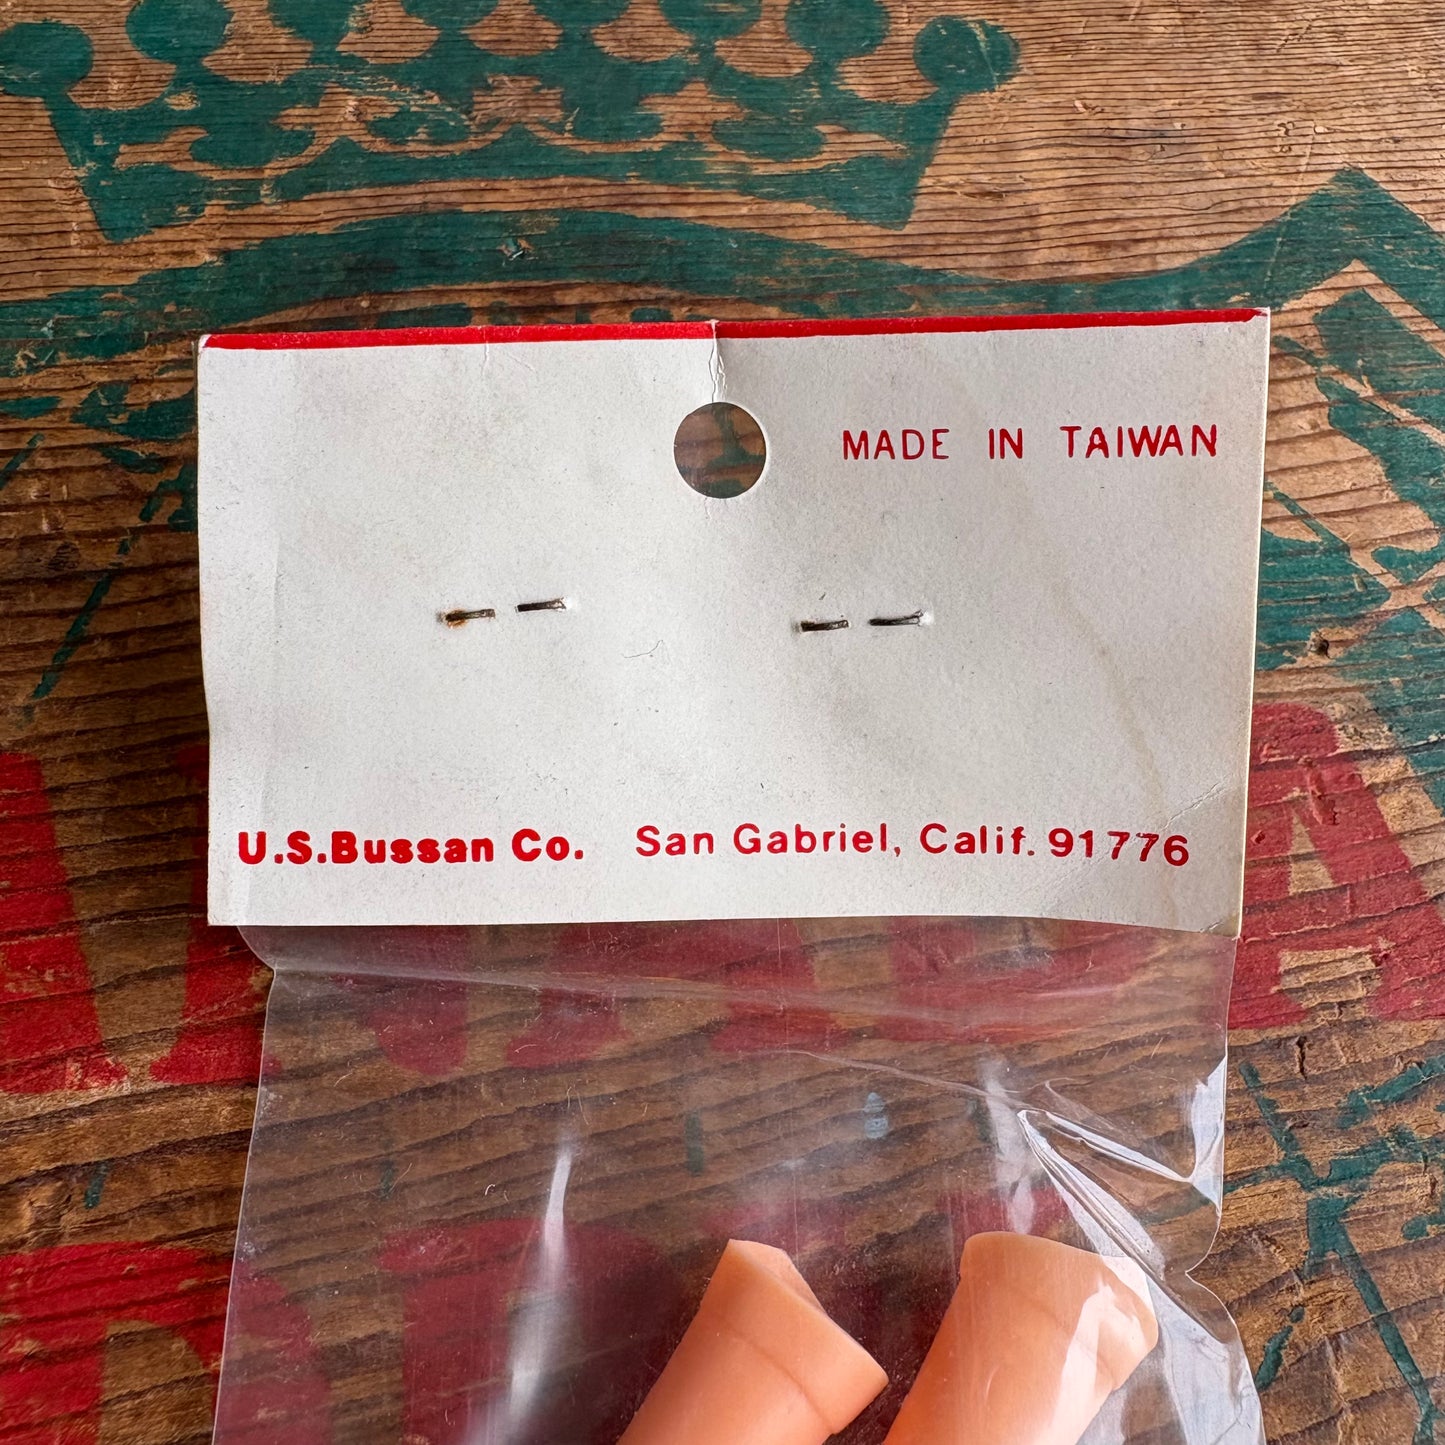 MADE IN TAIWAN
U.S.Bussan Co. San Gabriel, Calif. 91776